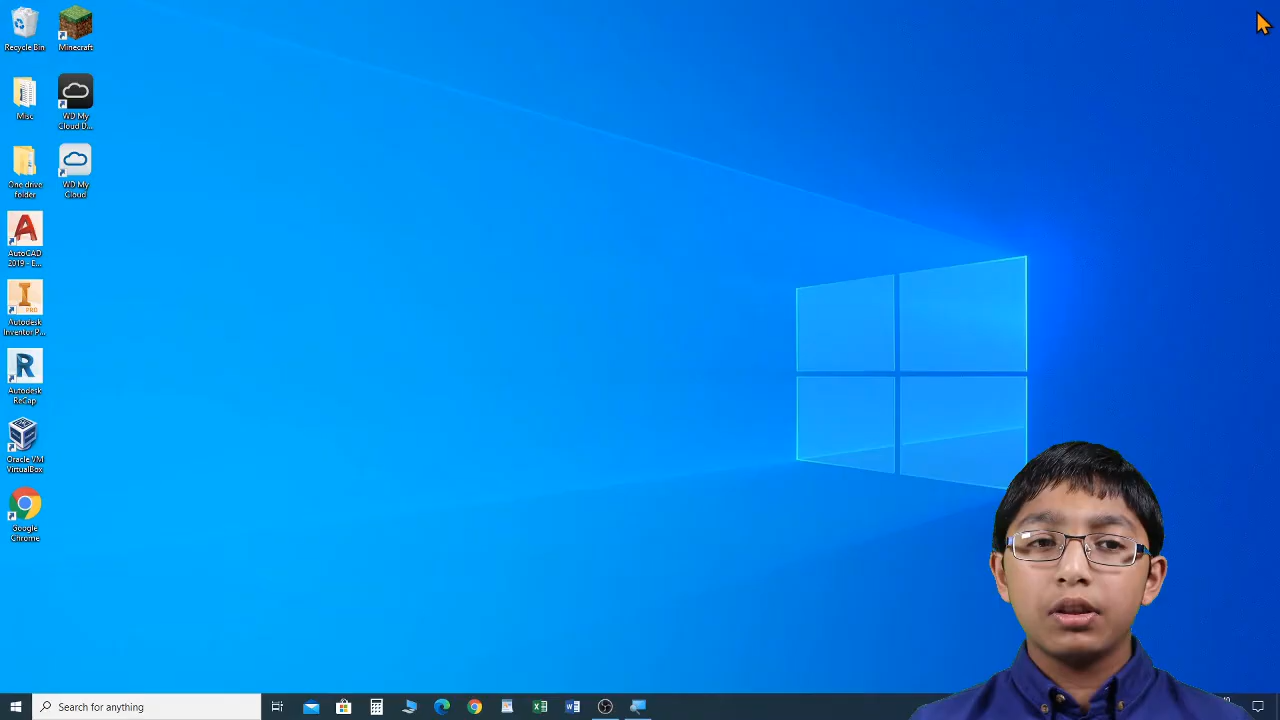 Recycle Bin
Minecraft
Misc
WD My
Cloud D...
One drive
folder
WD My
Cloud
AutoCAD
2019 - E...
PRO
Autodesk
Inventor P...
Autodesk
ReCap
Oracle VM
VirtualBox
Google
Chrome
Search for anything